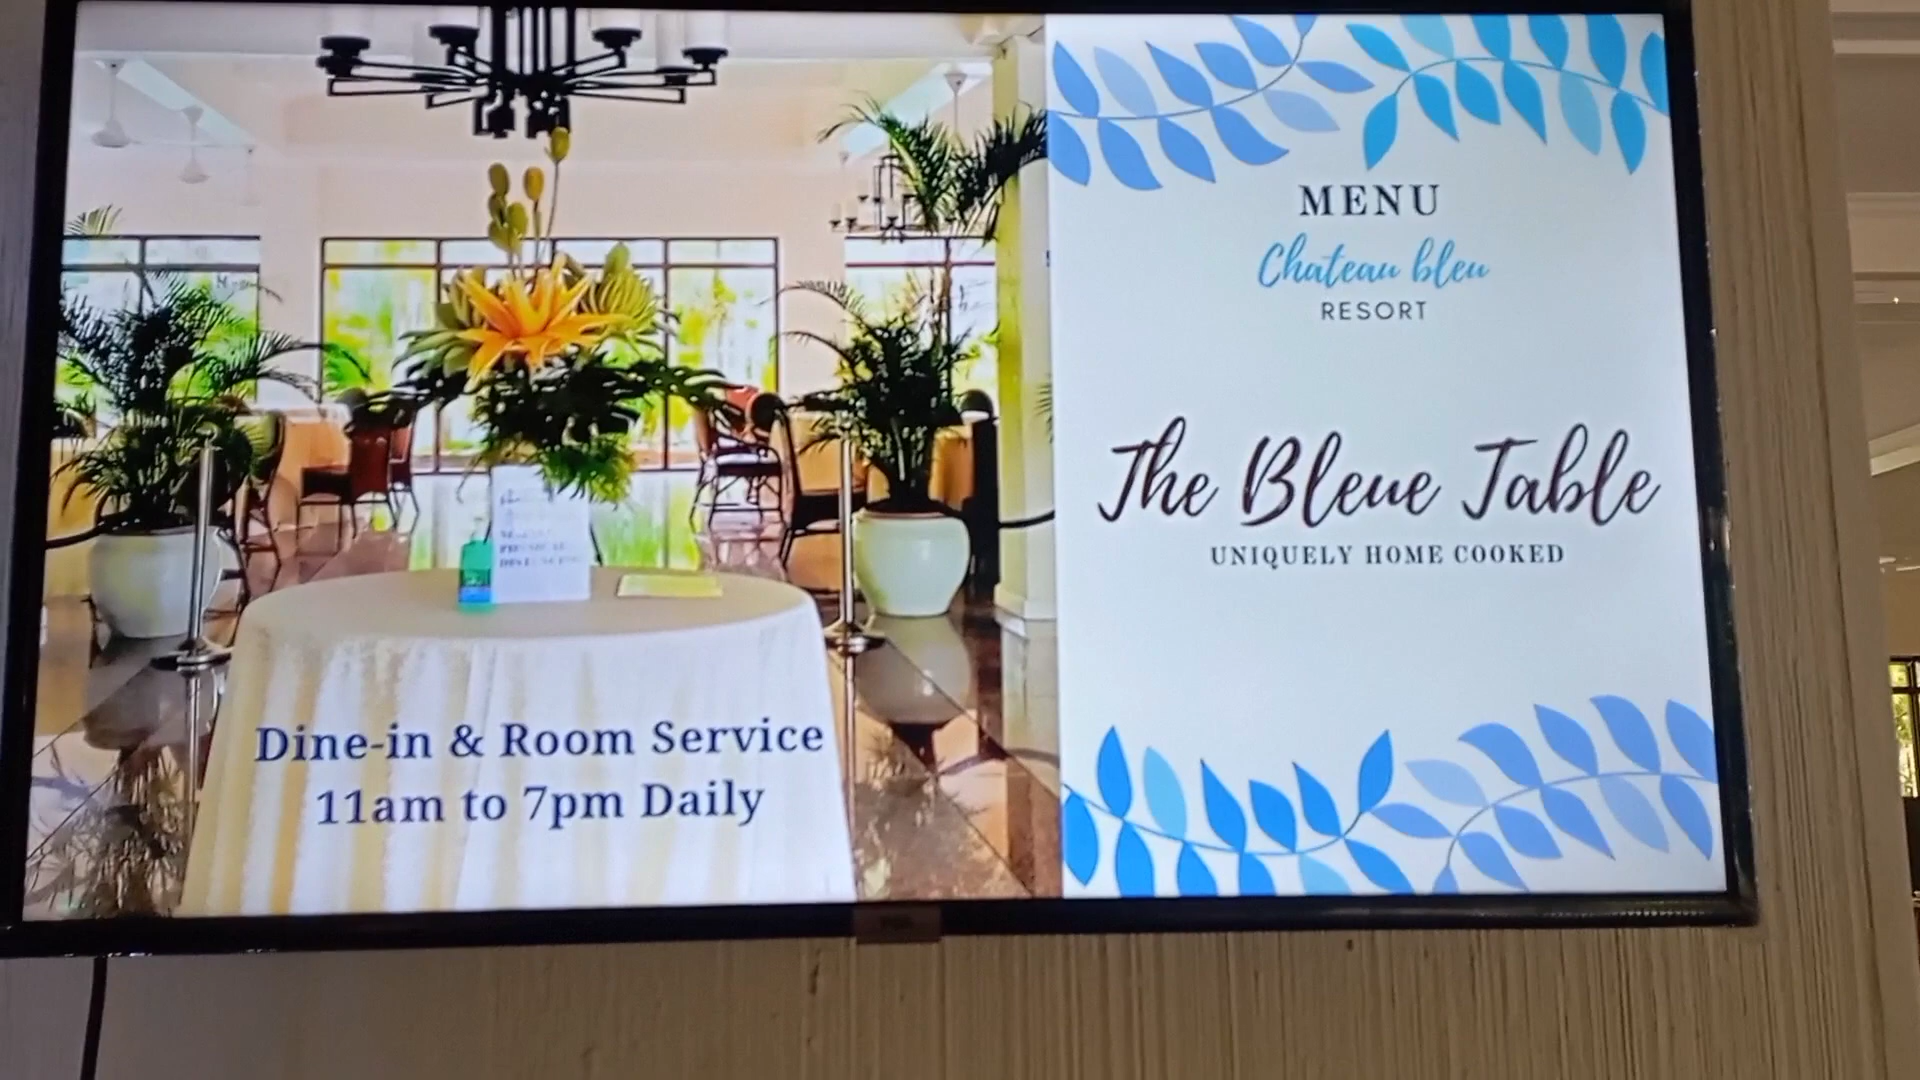 Dine-in & Room Service
11am to 7pm Daily
MENU
Chateau bleu
RESORT
The Bleue Table
UNIQUELY HOME COOKED